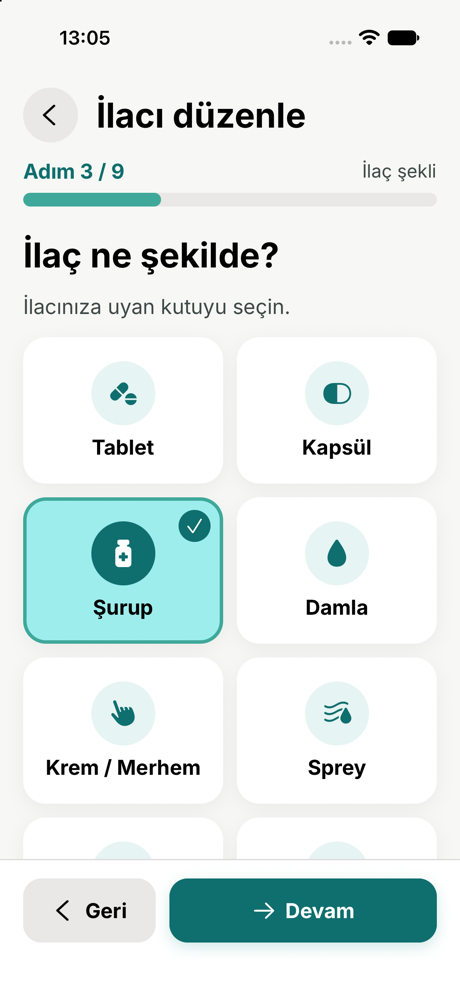 13:05
İlacı düzenle
Adım 3 / 9
İlaç şekli
İlaç ne şekilde?
İlacınıza uyan kutuyu seçin.
Tablet
Kapsül
Şurup
Damla
Krem / Merhem
Sprey
Geri
Devam